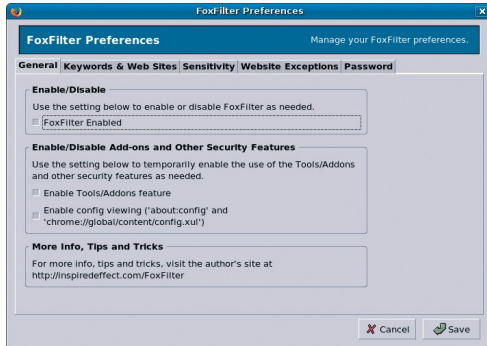 FoxFilter Preferences
FoxFilter Preferences
Manage your FoxFilter preferences.
General Keywords & Web Sites Sensitivity Website Exceptions Password
Enable/Disable
Use the setting below to enable or disable FoxFilter as needed.
FoxFilter Enabled
Enable/Disable Add-ons and Other Security Features
Use the setting below to temporarily enable the use of the Tools/Addons
and other security features as needed.
Enable Tools/Addons feature
Enable config viewing ('about:config' and
'chrome://global/content/config.xul')
More Info, Tips and Tricks
For more info, tips and tricks, visit the author's site at
http://inspiredeffect.com/FoxFilter
Cancel Save